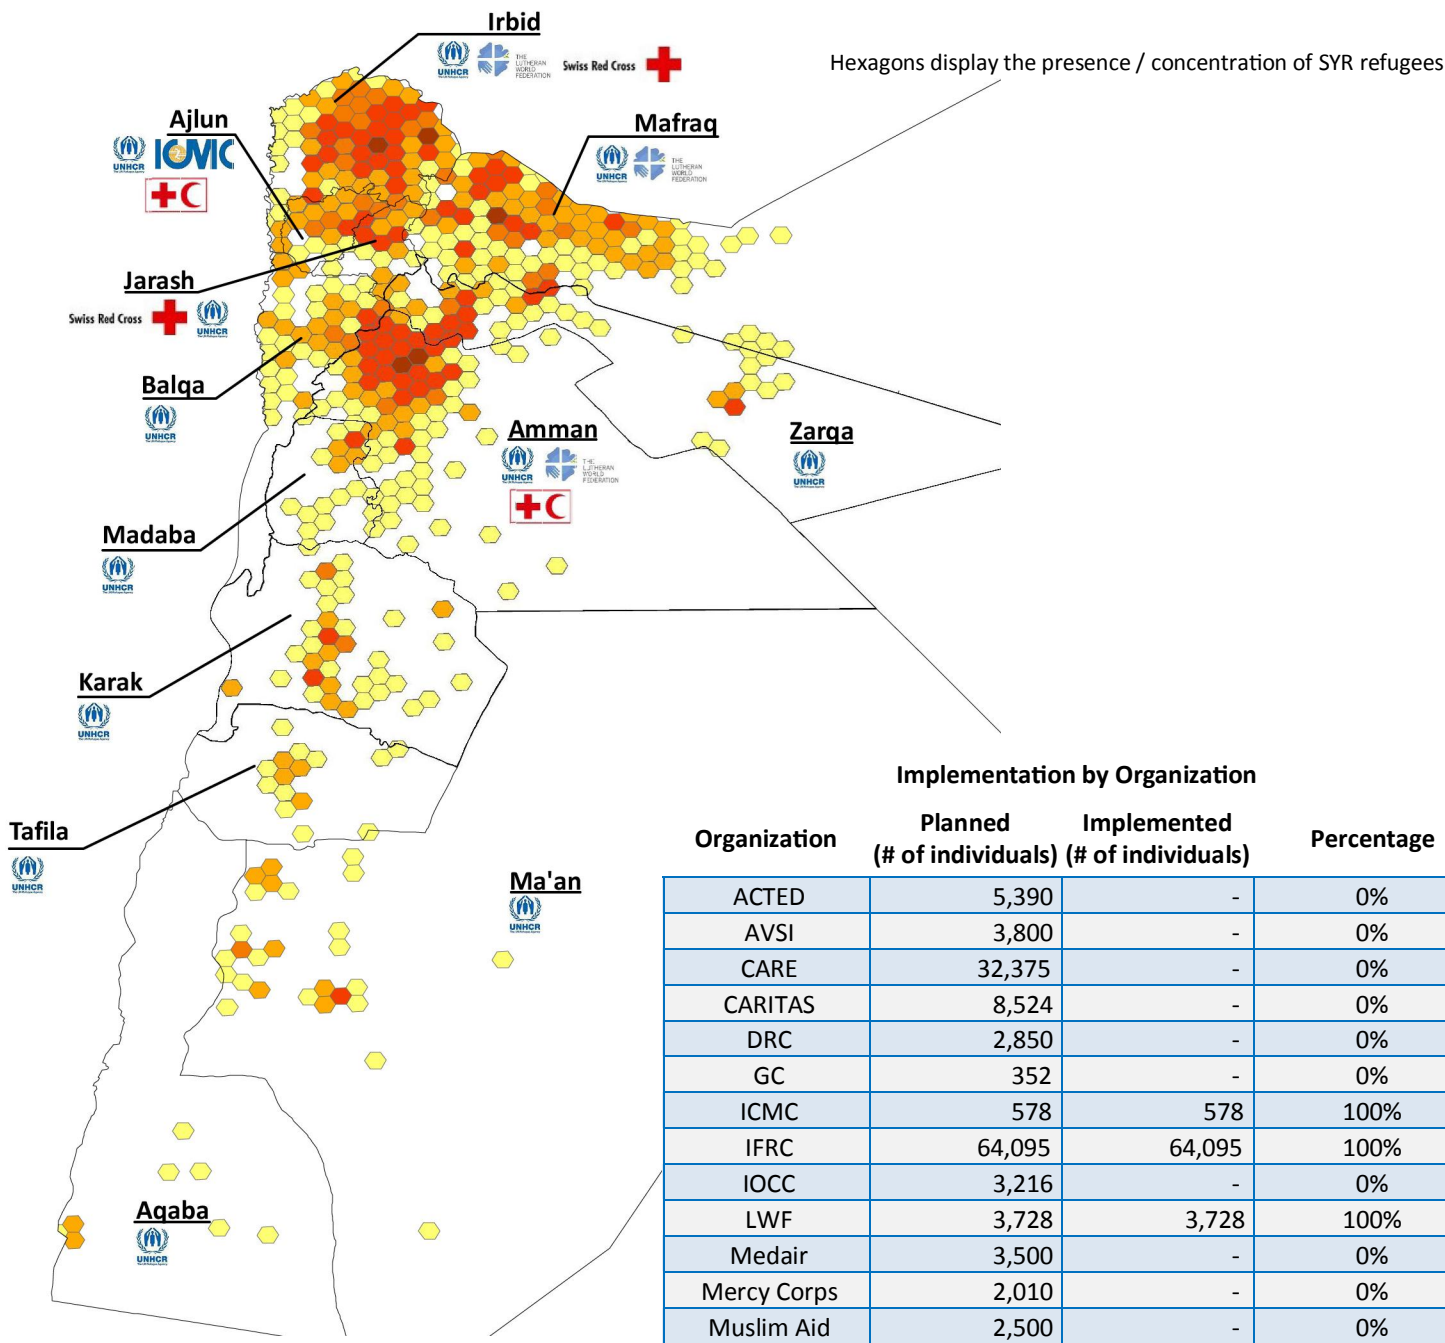 Irbid
UNHCR
THE
LUTHERAN
WORLD
FEDERATION
Swiss Red Cross
Hexagons display the presence / concentration of SYR refugees
Ajlun
UNHCR
ICMC
Mafraq
UNHCR
THE
LUTHERAN
WORLD
FEDERATION
Jarash
Swiss Red Cross
UNHCR
Balqa
UNHCR
Amman
UNHCR
THE
LUTHERAN
WORLD
FEDERATION
Zarqa
UNHCR
Madaba
UNHCR
Karak
UNHCR
Tafila
UNHCR
Ma'an
UNHCR
Aqaba
UNHCR
Implementation by Organization
Organization Planned (# of individuals) Implemented (# of individuals) Percentage
ACTED 5,390 - 0%
AVSI 3,800 - 0%
CARE 32,375 - 0%
CARITAS 8,524 - 0%
DRC 2,850 - 0%
GC 352 - 0%
ICMC 578 578 100%
IFRC 64,095 64,095 100%
IOCC 3,216 - 0%
LWF 3,728 3,728 100%
Medair 3,500 - 0%
Mercy Corps 2,010 - 0%
Muslim Aid 2,500 - 0%